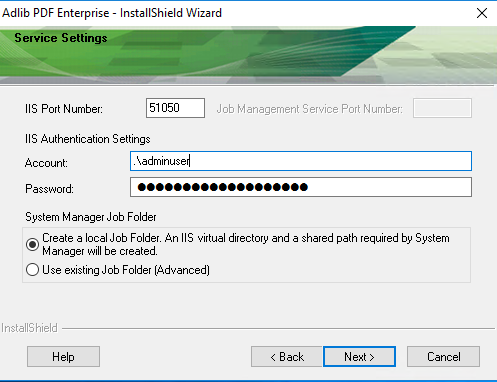 Adlib PDF Enterprise - InstallShield Wizard
Service Settings
IIS Port Number: 51050 Job Management Service Port Number:
IIS Authentication Settings
Account: .\adminuser
Password: ●●●●●●●●●●●●●●●●●●●
System Manager Job Folder
Create a local Job Folder. An IIS virtual directory and a shared path required by System
Manager will be created.
Use existing Job Folder (Advanced)
InstallShield
Help < Back Next > Cancel